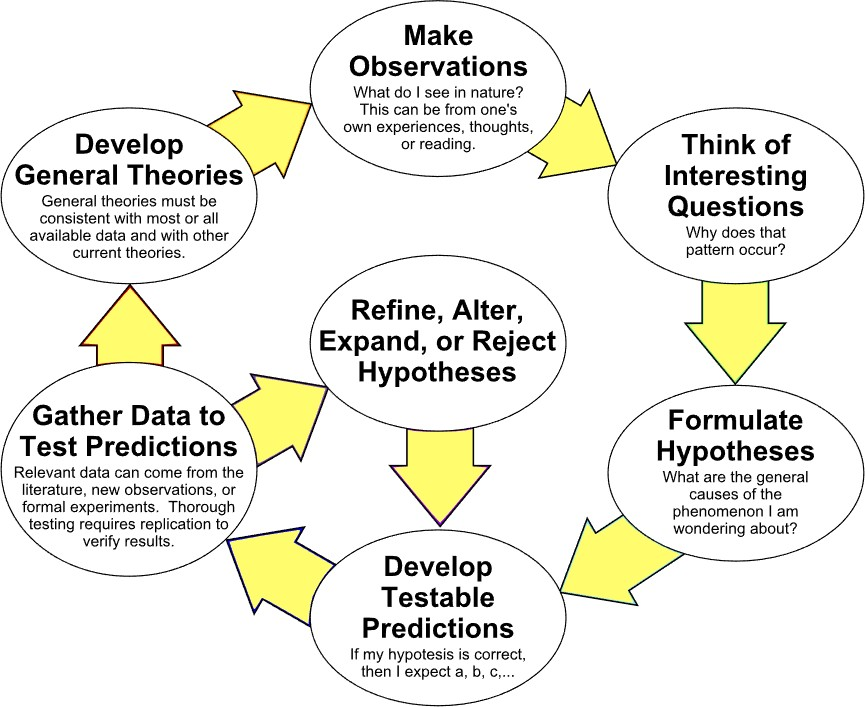 Make
Observations
What do I see in nature?
This can be from one's
own experiences, thoughts,
or reading.
Think of
Interesting
Questions
Why does that
pattern occur?
Formulate
Hypotheses
What are the general
causes of the
phenomenon I am
wondering about?
Develop
Testable
Predictions
If my hypotesis is correct,
then I expect a, b, c,...
Gather Data to
Test Predictions
Relevant data can come from the
literature, new observations, or
formal experiments.  Thorough
testing requires replication to
verify results.
Refine, Alter,
Expand, or Reject
Hypotheses
Develop
General Theories
General theories must be
consistent with most or all
available data and with other
current theories.